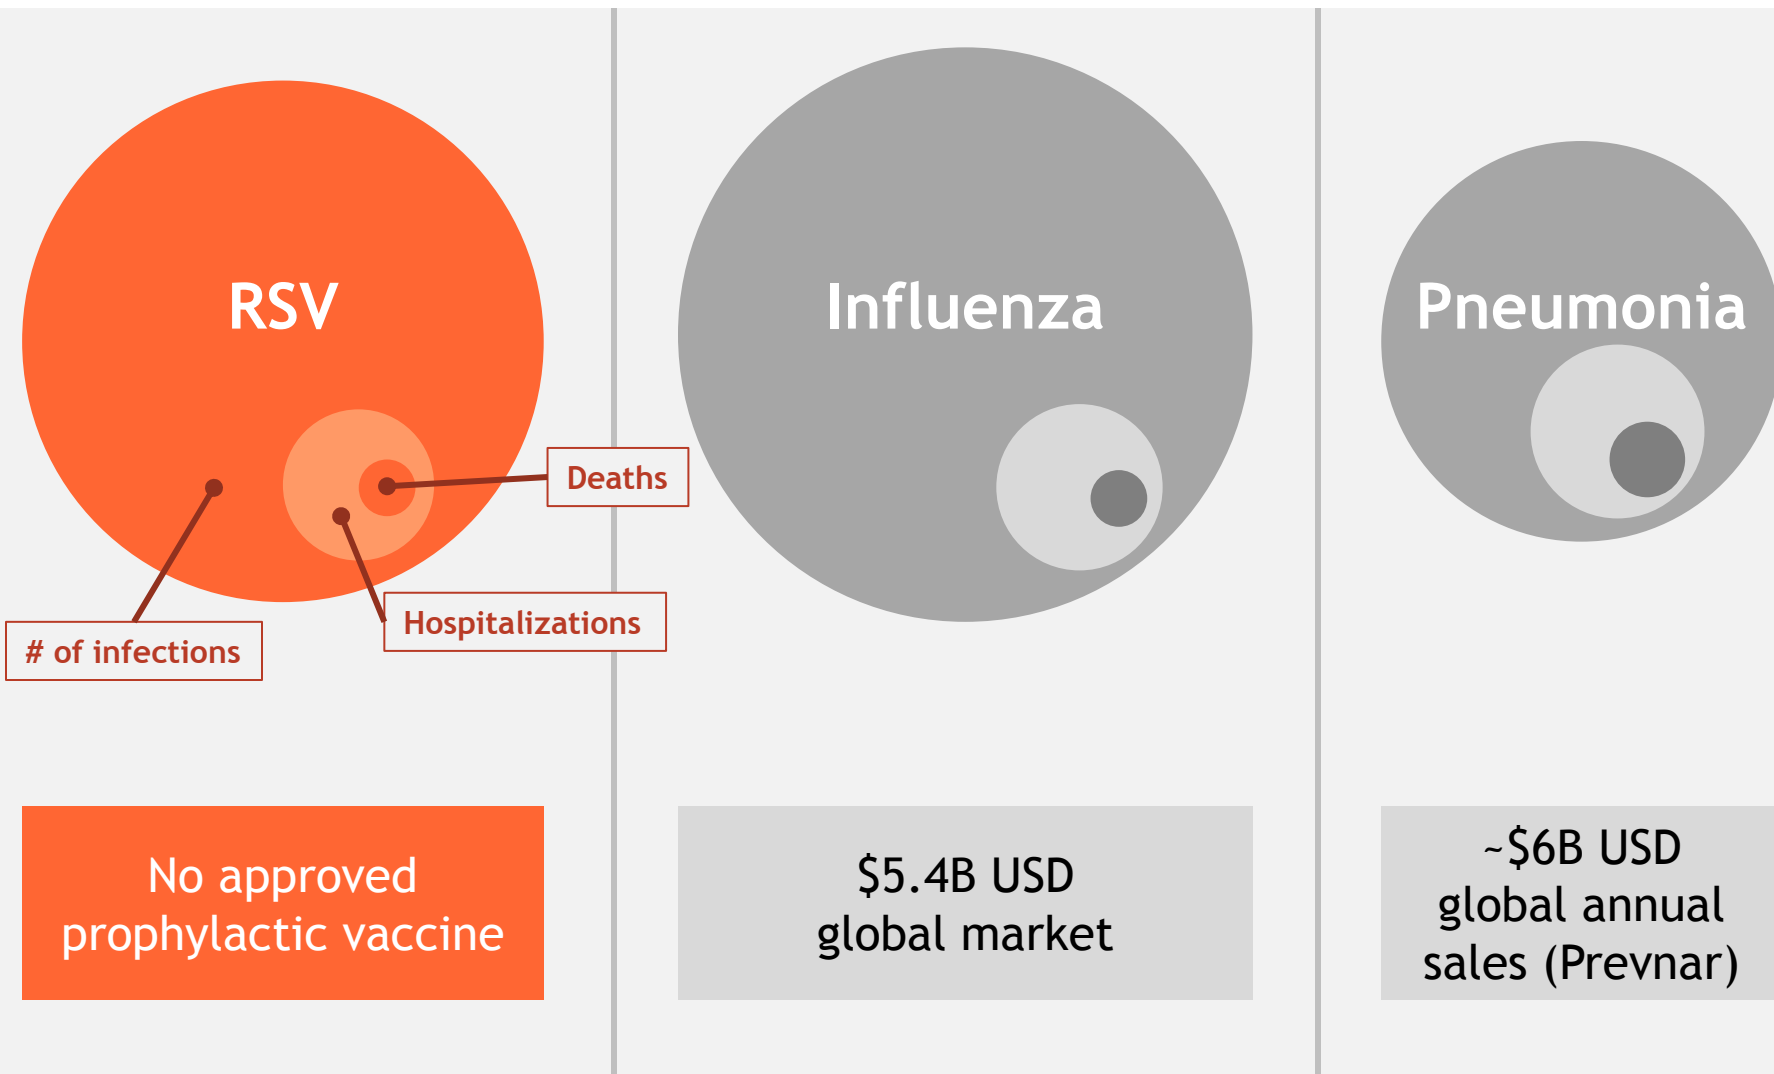 RSV
Deaths
Hospitalizations
# of infections
No approved
prophylactic vaccine
Influenza
$5.4B USD
global market
Pneumonia
~$6B USD
global annual
sales (Prevnar)